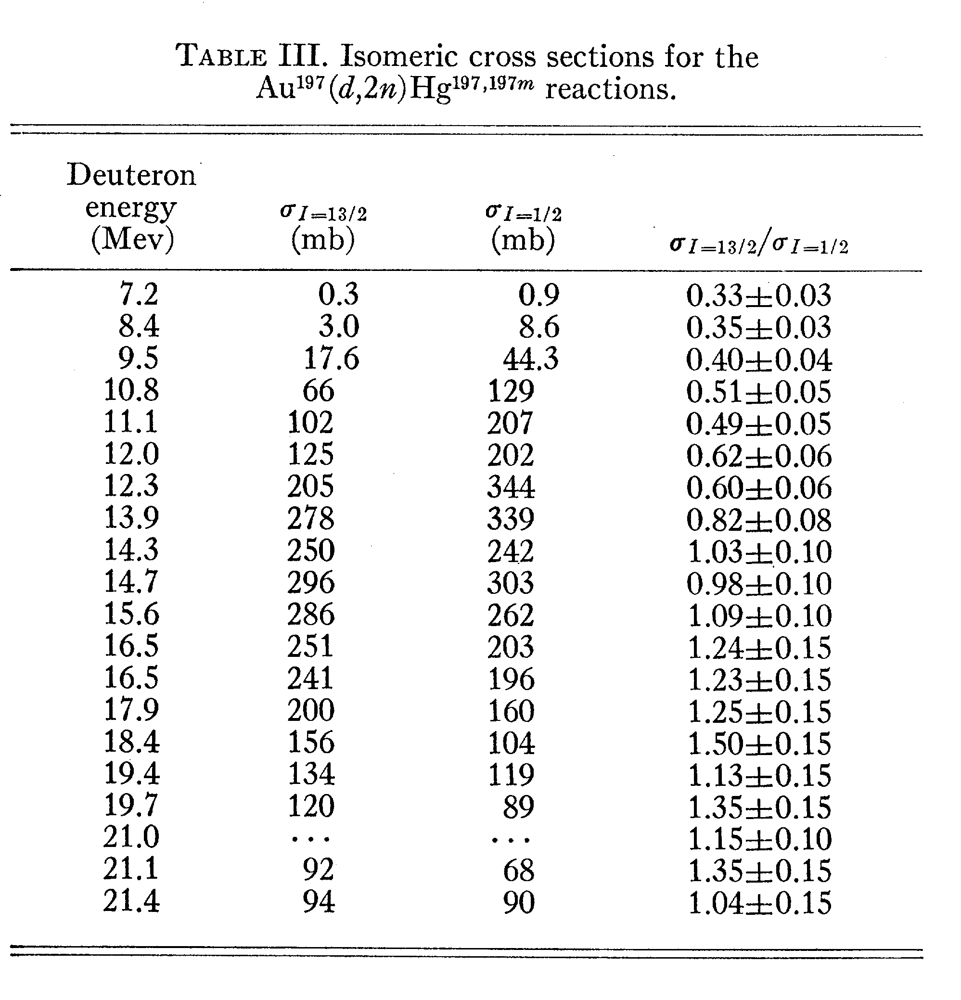 TABLE III. Isomeric cross sections for the
Au¹⁹⁷(d,2n)Hg¹⁹⁷,¹⁹⁷ᵐ reactions.
Deuteron
energy
(Mev)
σ I=13/2
(mb)
σ I=1/2
(mb)
σ I=13/2/σ I=1/2
7.2 0.3 0.9 0.33±0.03
8.4 3.0 8.6 0.35±0.03
9.5 17.6 44.3 0.40±0.04
10.8 66 129 0.51±0.05
11.1 102 207 0.49±0.05
12.0 125 202 0.62±0.06
12.3 205 344 0.60±0.06
13.9 278 339 0.82±0.08
14.3 250 242 1.03±0.10
14.7 296 303 0.98±0.10
15.6 286 262 1.09±0.10
16.5 251 203 1.24±0.15
16.5 241 196 1.23±0.15
17.9 200 160 1.25±0.15
18.4 156 104 1.50±0.15
19.4 134 119 1.13±0.15
19.7 120 89 1.35±0.15
21.0 ... ... 1.15±0.10
21.1 92 68 1.35±0.15
21.4 94 90 1.04±0.15